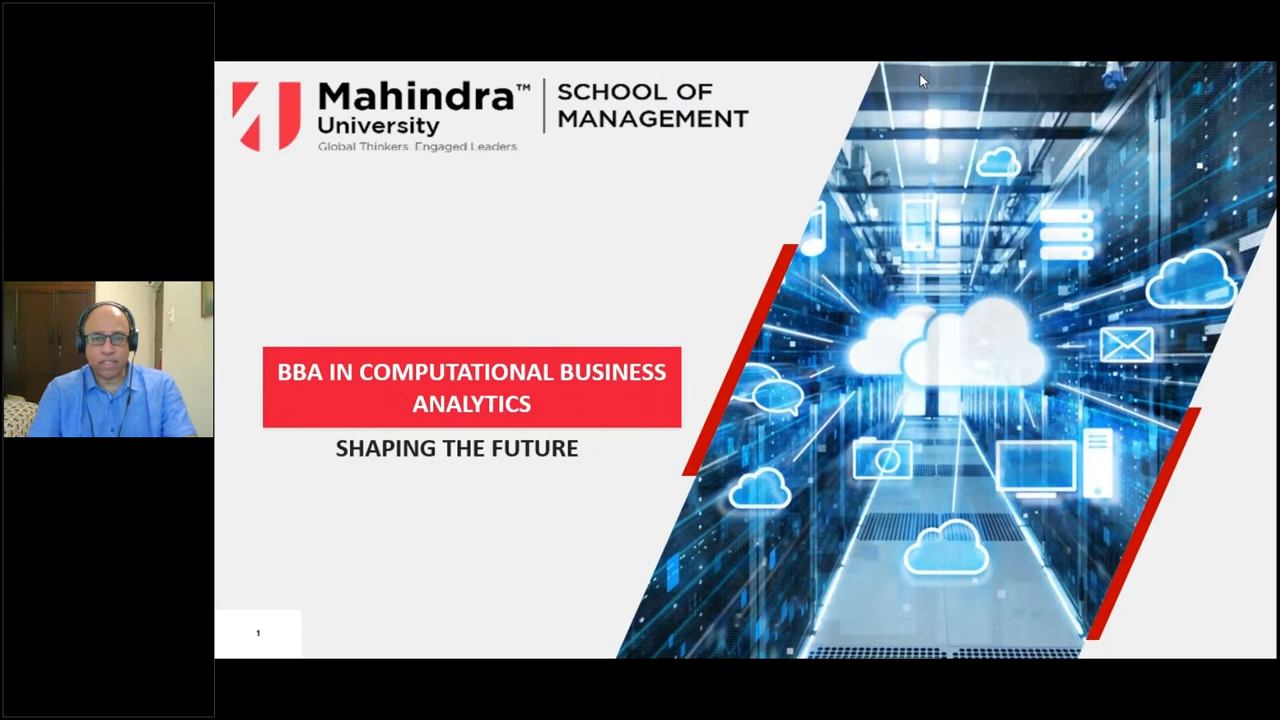 Mahindra™
University
Global Thinkers. Engaged Leaders
SCHOOL OF
MANAGEMENT
BBA IN COMPUTATIONAL BUSINESS
ANALYTICS
SHAPING THE FUTURE
1